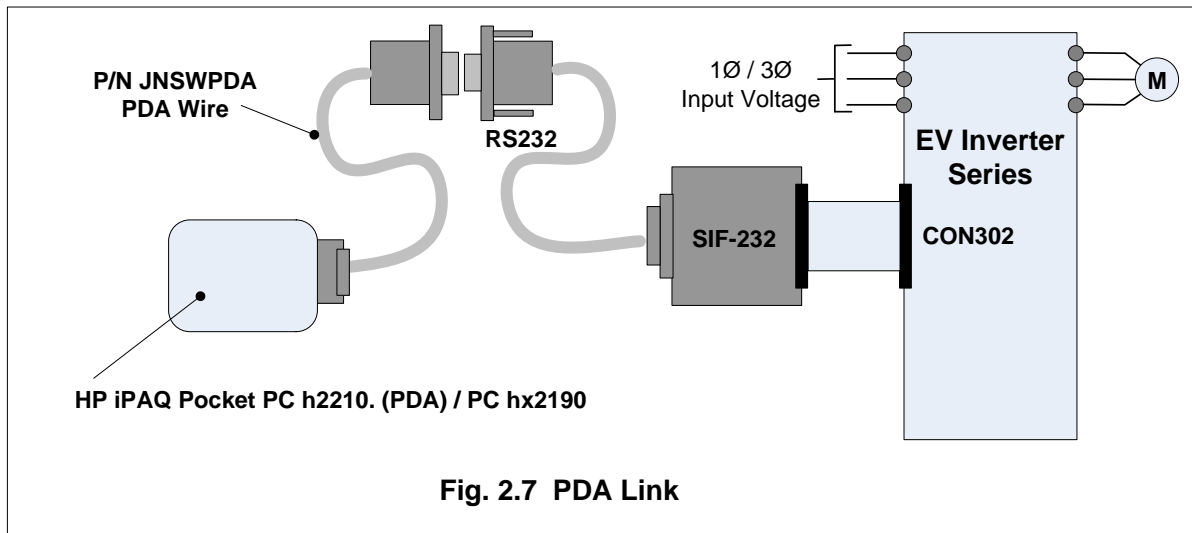 P/N JNSWPDA
PDA Wire
RS232
1Ø / 3Ø
Input Voltage
M
EV Inverter
Series
SIF-232
CON302
HP iPAQ Pocket PC h2210. (PDA) / PC hx2190
Fig. 2.7 PDA Link